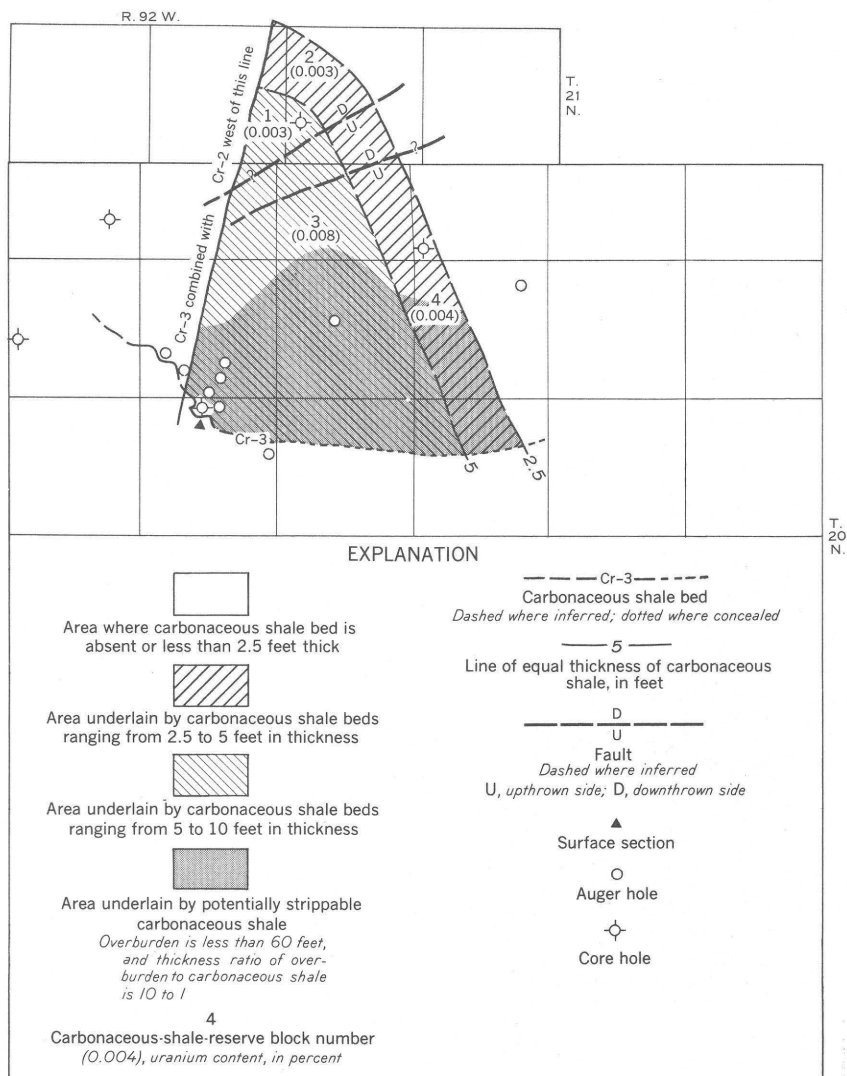 R. 92 W.
T.
21
N.
Cr-2 west of this line
Cr-3 combined with
2
(0.003)
1
(0.003)
D
U
?
D
U
?
3
(0.008)
4
(0.004)
Cr-3
5
2.5
T.
20
N.
EXPLANATION
Area where carbonaceous shale bed is
absent or less than 2.5 feet thick
Area underlain by carbonaceous shale beds
ranging from 2.5 to 5 feet in thickness
Area underlain by carbonaceous shale beds
ranging from 5 to 10 feet in thickness
Area underlain by potentially strippable
carbonaceous shale
Overburden is less than 60 feet,
and thickness ratio of over-
burden to carbonaceous shale
is 10 to 1
4
Carbonaceous-shale-reserve block number
(0.004), uranium content, in percent
Cr-3
Carbonaceous shale bed
Dashed where inferred; dotted where concealed
5
Line of equal thickness of carbonaceous
shale, in feet
D
U
Fault
Dashed where inferred
U, upthrown side; D, downthrown side
Surface section
Auger hole
Core hole